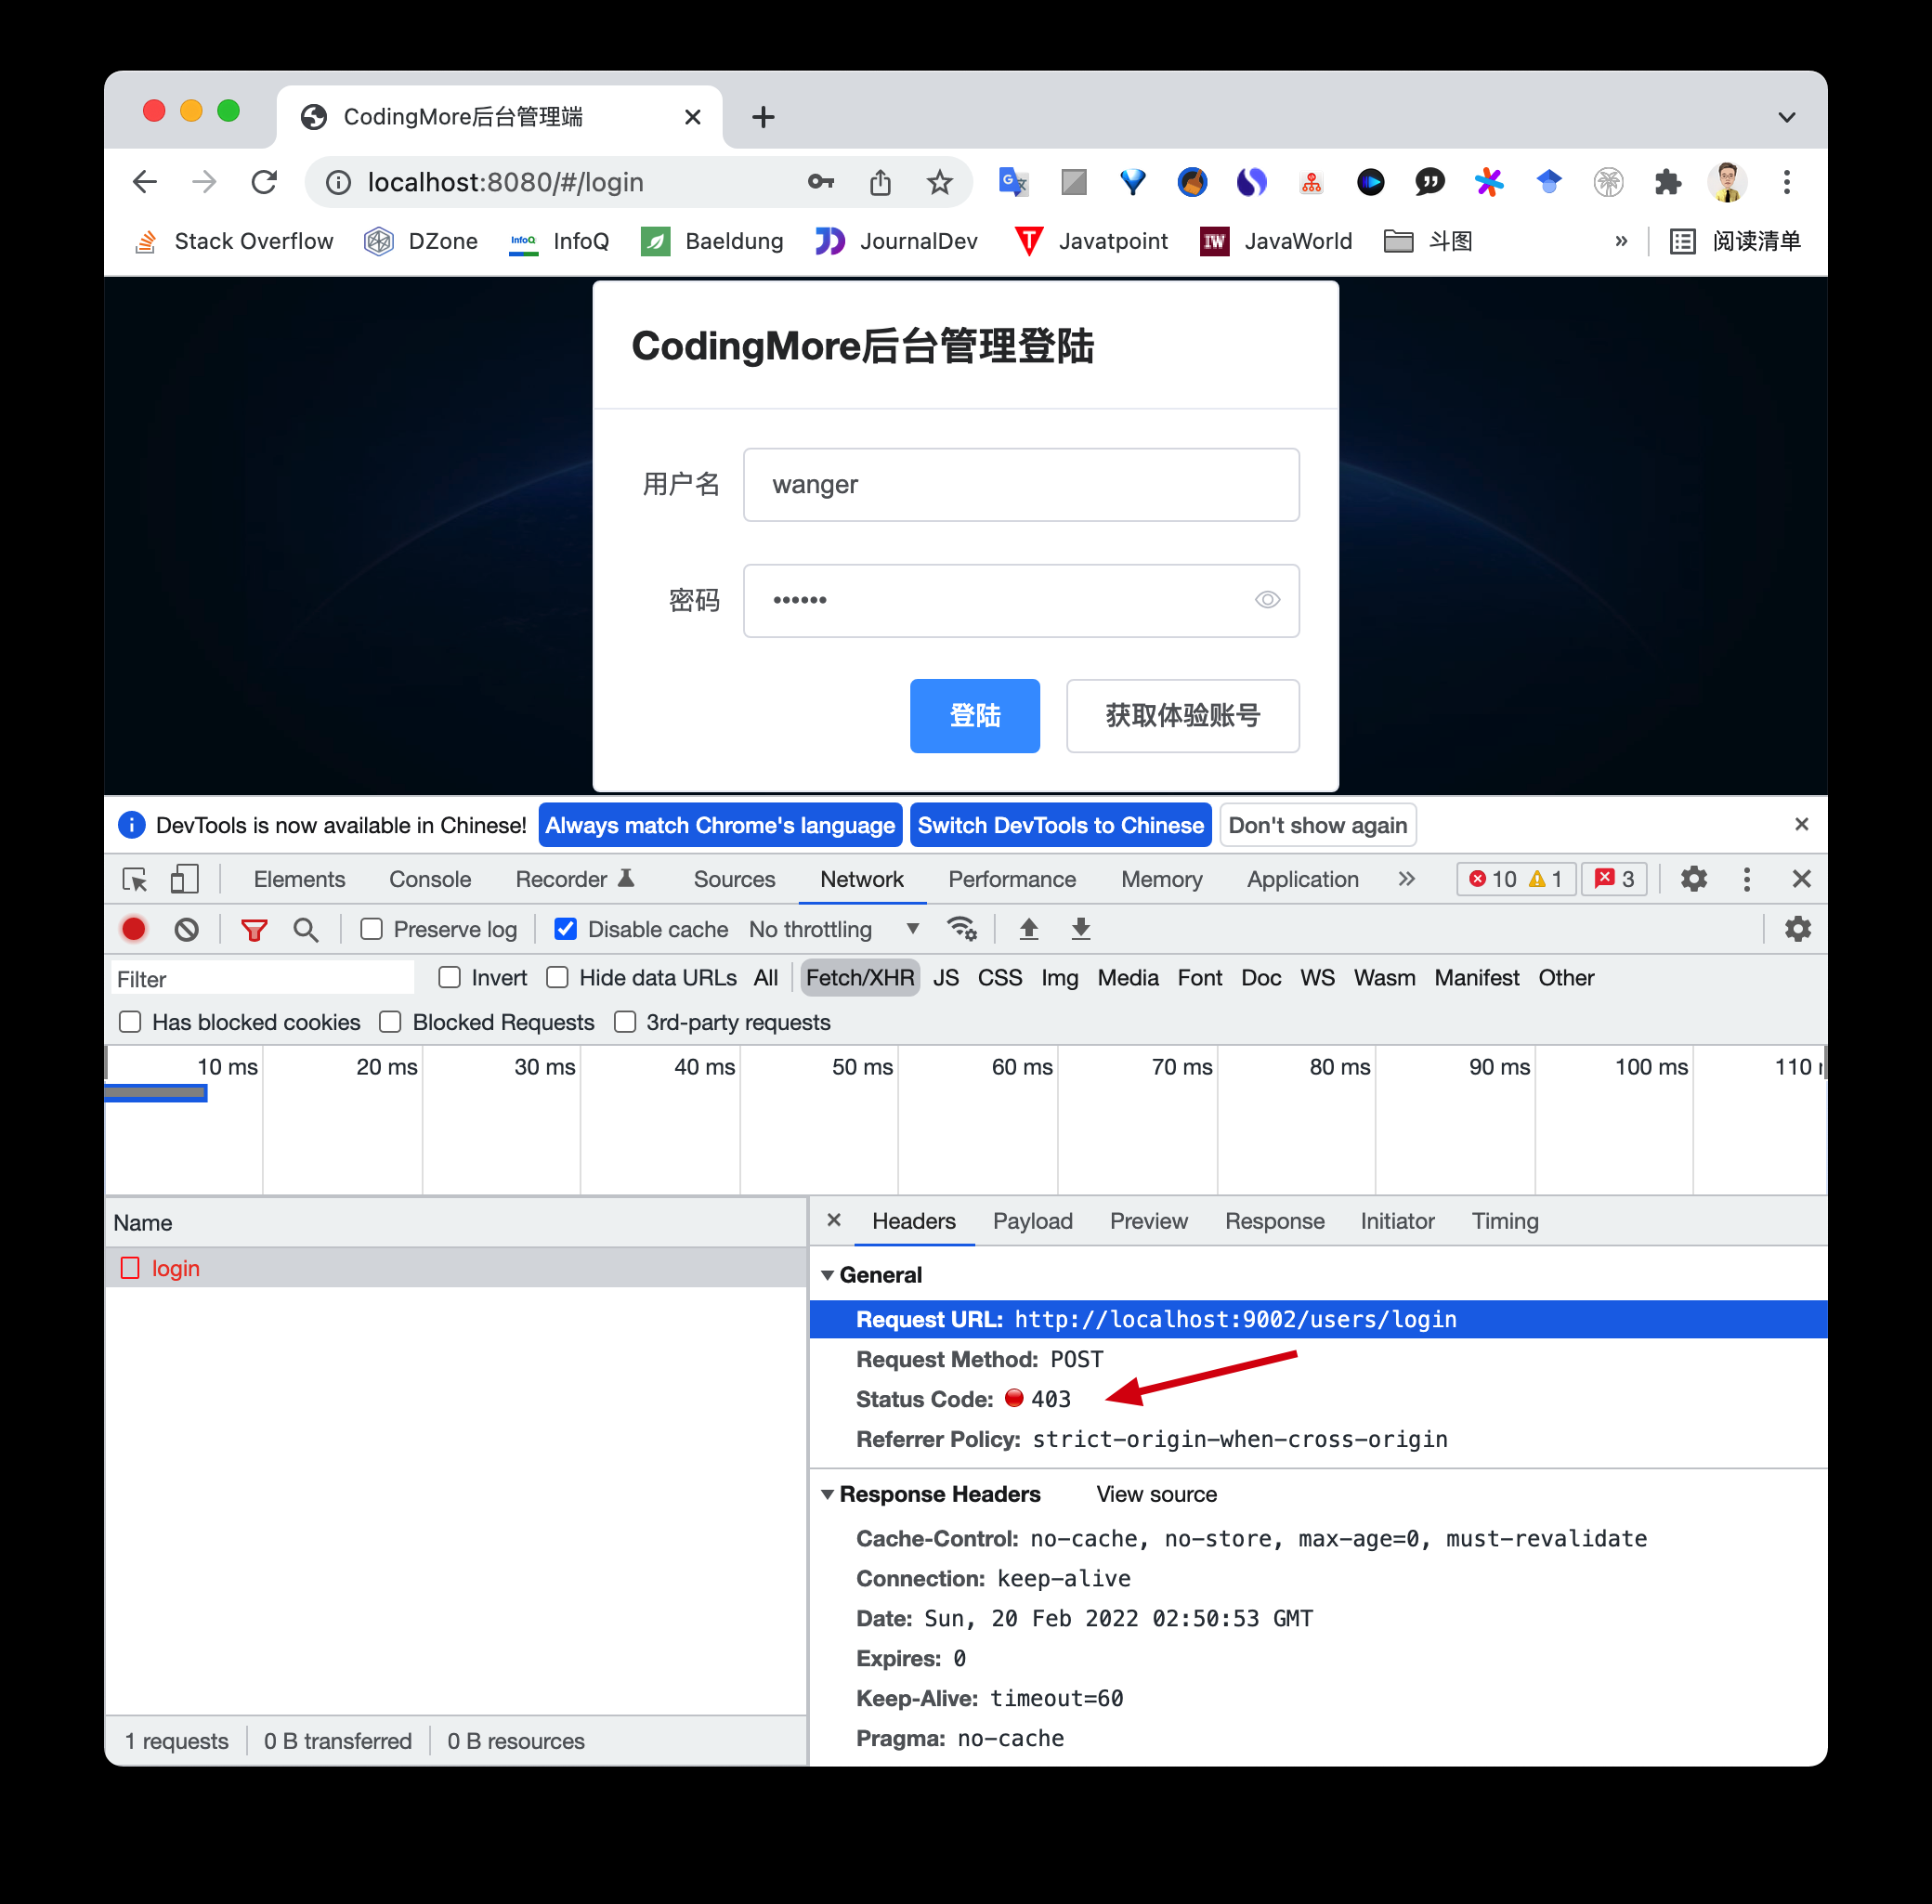 CodingMore后台管理端
localhost:8080/#/login
Stack Overflow DZone InfoQ InfoQ Baeldung JournalDev Javatpoint IW JavaWorld 斗图 » 阅读清单
CodingMore后台管理登陆
用户名 wanger
密码 ••••••
登陆 获取体验账号
DevTools is now available in Chinese! Always match Chrome's language Switch DevTools to Chinese Don't show again
Elements Console Recorder Sources Network Performance Memory Application » 10 1 3
Preserve log Disable cache No throttling
Filter Invert Hide data URLs All Fetch/XHR JS CSS Img Media Font Doc WS Wasm Manifest Other
Has blocked cookies Blocked Requests 3rd-party requests
10 ms 20 ms 30 ms 40 ms 50 ms 60 ms 70 ms 80 ms 90 ms 100 ms 110
Name
login
1 requests 0 B transferred 0 B resources
Headers Payload Preview Response Initiator Timing
General
Request URL: http://localhost:9002/users/login
Request Method: POST
Status Code: 403
Referrer Policy: strict-origin-when-cross-origin
Response Headers View source
Cache-Control: no-cache, no-store, max-age=0, must-revalidate
Connection: keep-alive
Date: Sun, 20 Feb 2022 02:50:53 GMT
Expires: 0
Keep-Alive: timeout=60
Pragma: no-cache